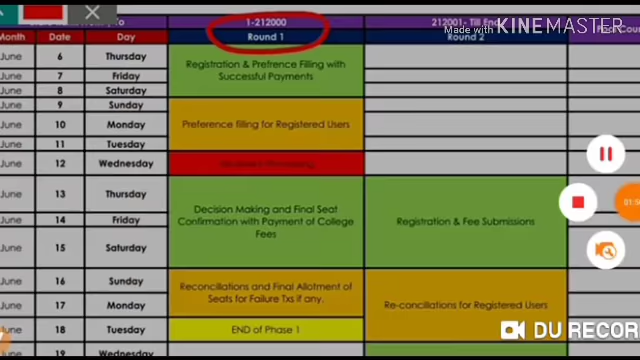 1-212000
212001- Till End
Made with KINEMASTER
Month
Date
Day
Round 1
Round 2
June
6
Thursday
Registration & Prefrence Filling with
Successful Payments
June
7
Friday
June
8
Saturday
June
9
Sunday
Preference filling for Registered Users
June
10
Monday
June
11
Tuesday
June
12
Wednesday
June
13
Thursday
Decision Making and Final Seat
Confirmation with Payment of College
Fees
Registration & Fee Submissions
June
14
Friday
June
15
Saturday
June
16
Sunday
Reconcillations and Final Allotment of
Seats for Failure Txs if any.
Re-conciliations for Registered Users
June
17
Monday
June
18
Tuesday
END of Phase 1
June
19
Wednesday
DU RECOR